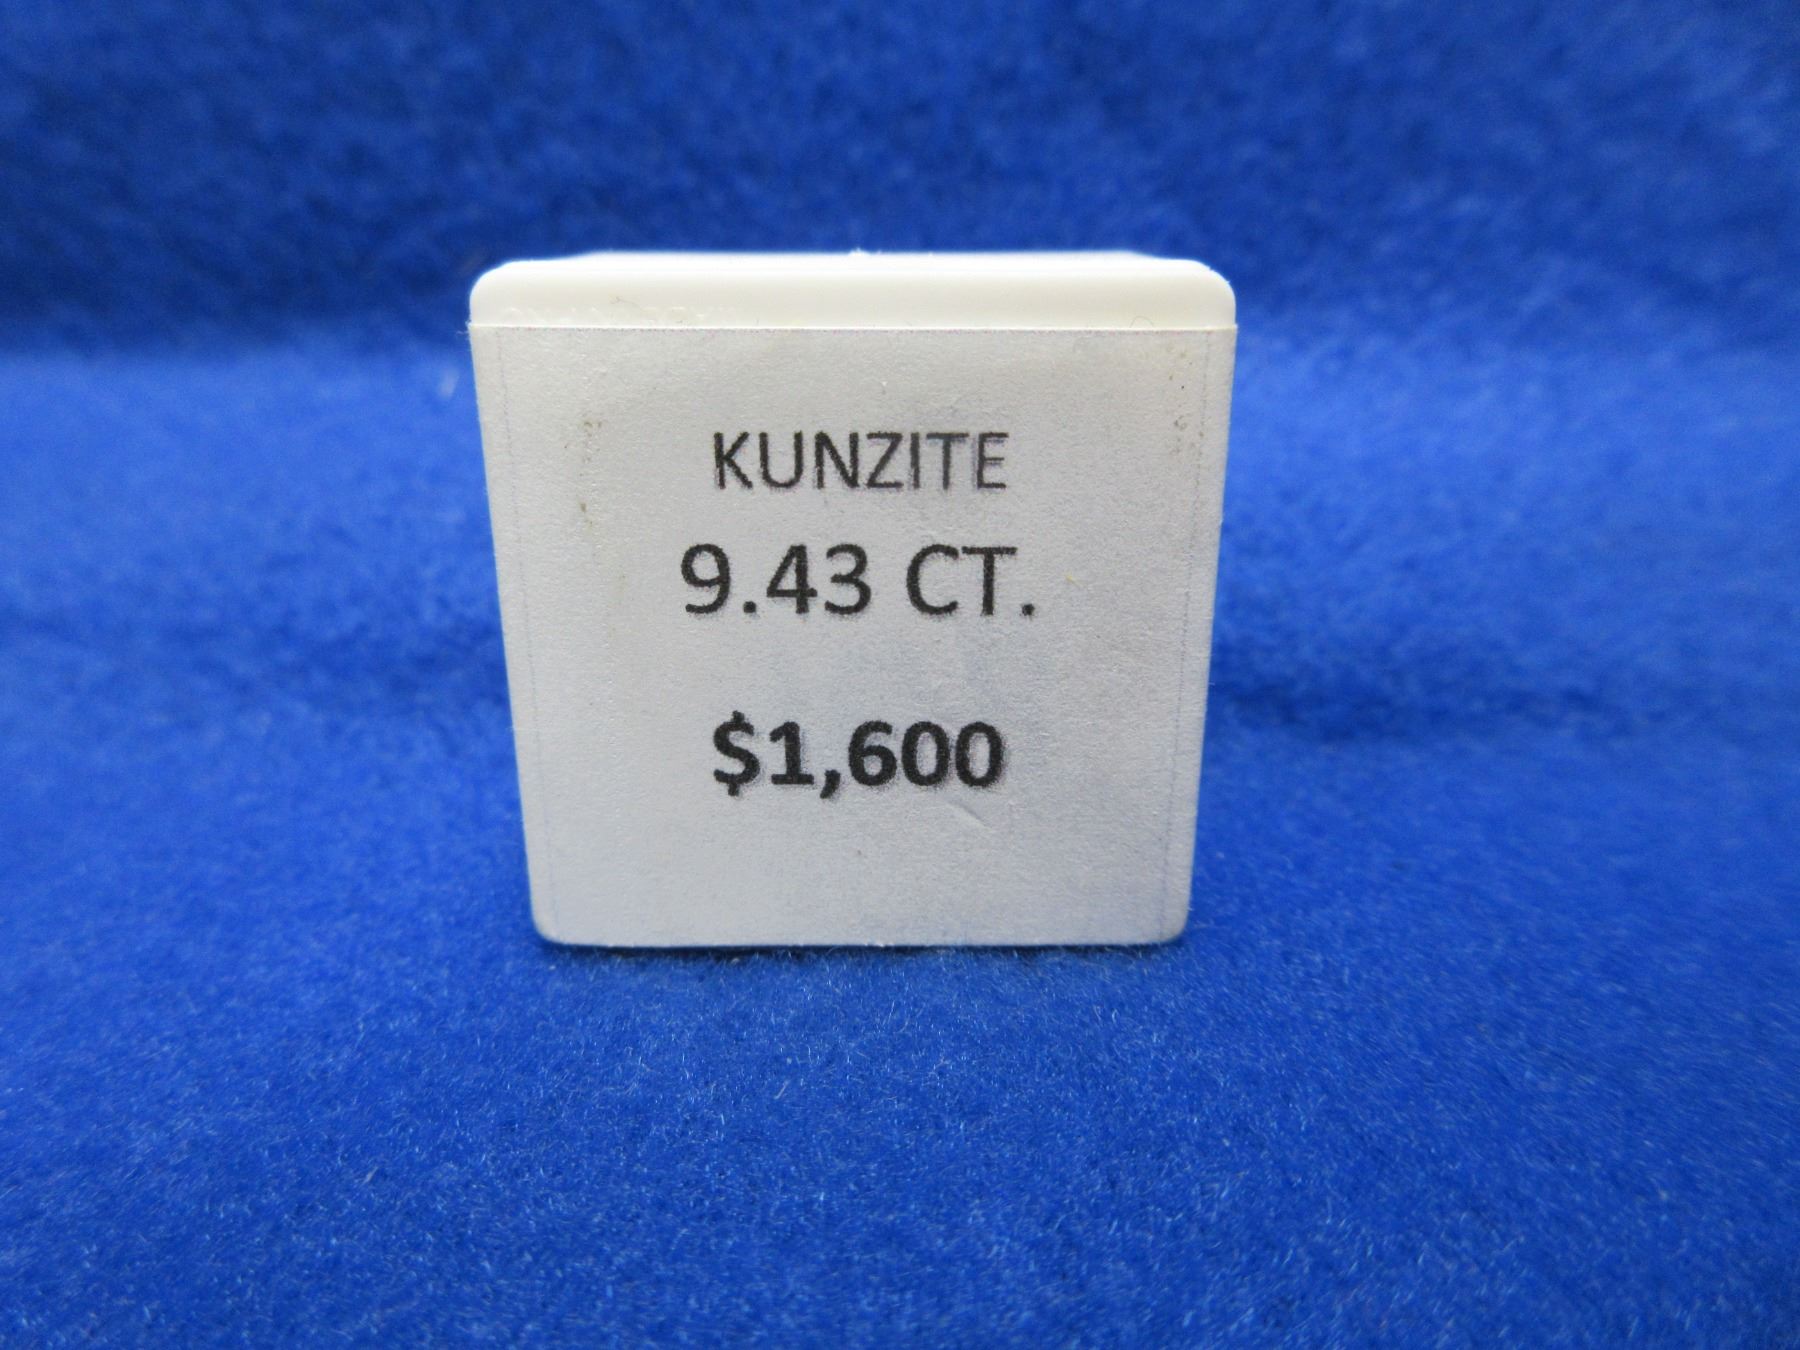 KUNZITE
9.43 CT.
$1,600